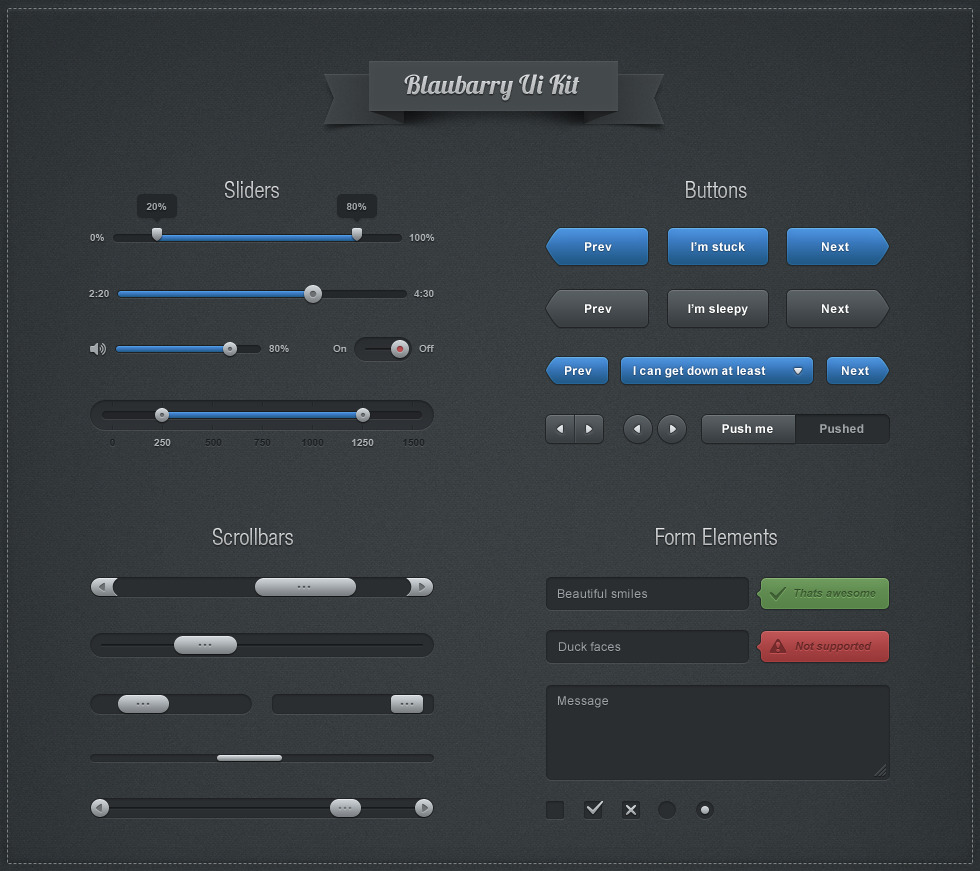 Blaubarry Ui Kit
Sliders
20%
80%
0%
100%
2:20
4:30
80%
On
Off
0
250
500
750
1000
1250
1500
Buttons
Prev
I'm stuck
Next
Prev
I'm sleepy
Next
Prev
I can get down at least
Next
Push me
Pushed
Scrollbars
Form Elements
Beautiful smiles
Thats awesome
Duck faces
Not supported
Message